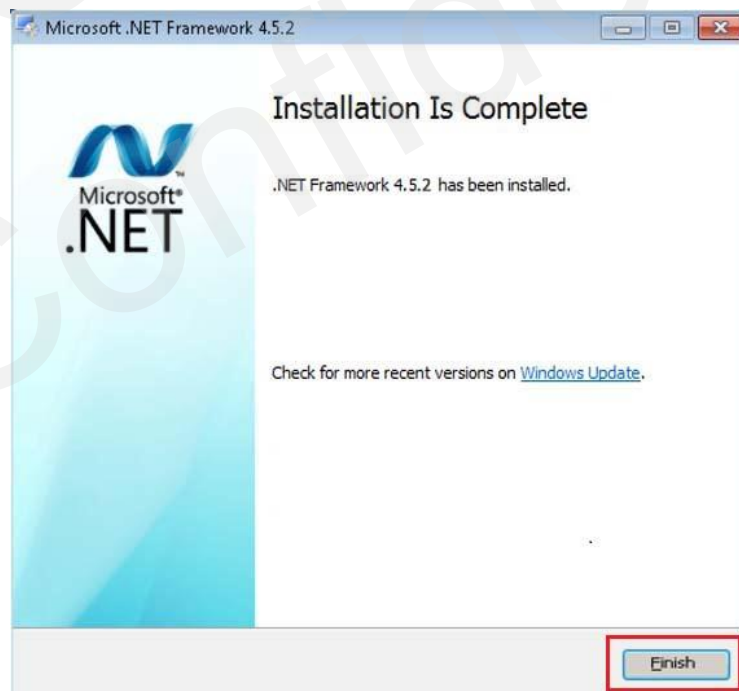 Microsoft .NET Framework 4.5.2
Installation Is Complete
.NET Framework 4.5.2 has been installed.
Microsoft®
.NET
Check for more recent versions on Windows Update.
Finish